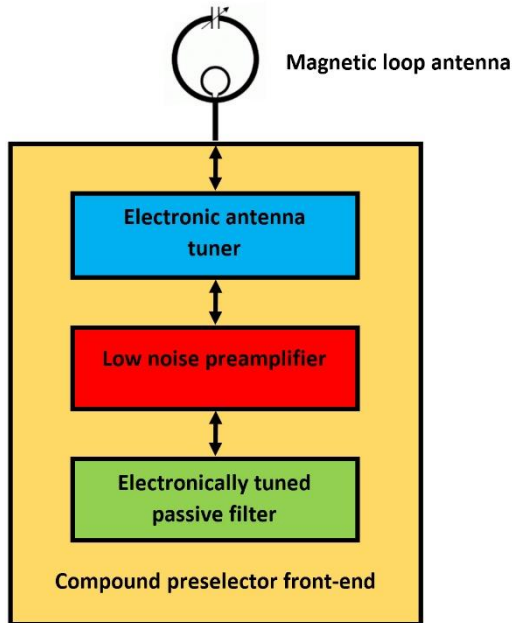 Magnetic loop antenna
Electronic antenna
tuner
Low noise preamplifier
Electronically tuned
passive filter
Compound preselector front-end